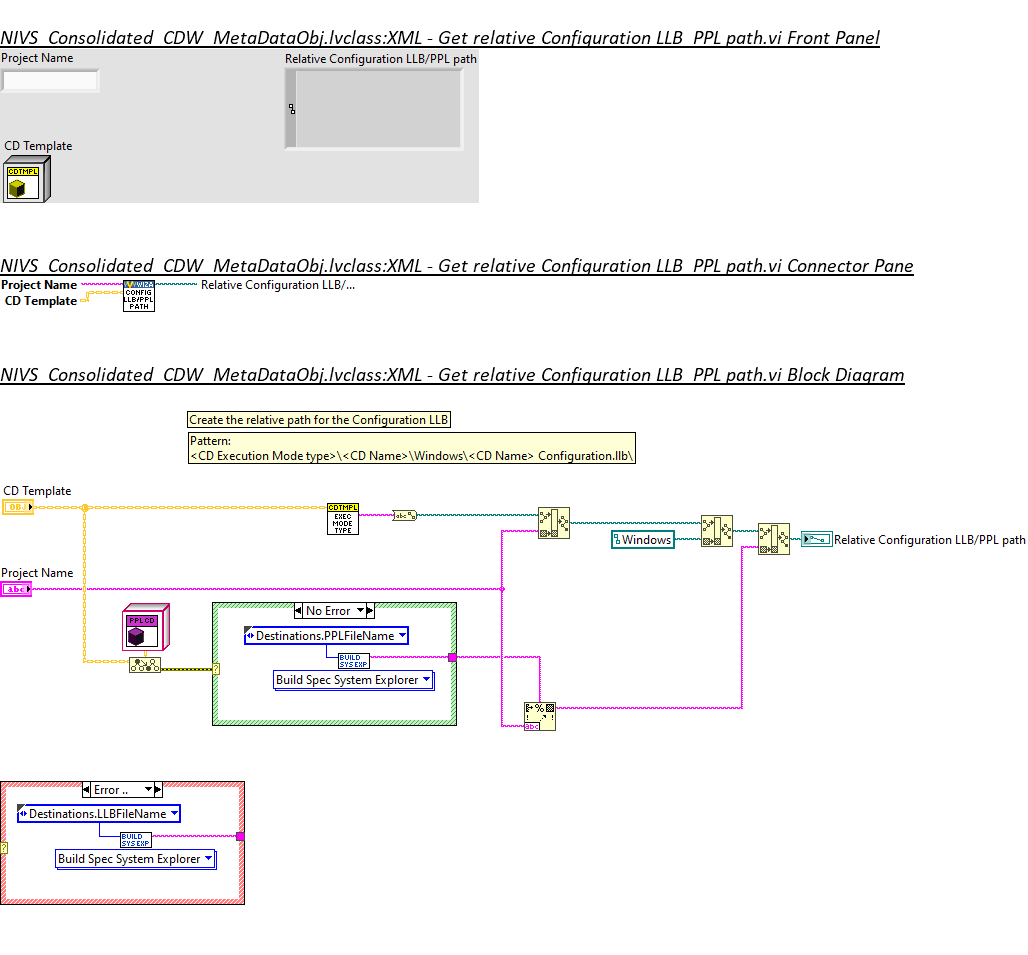 NIVS_Consolidated_CDW_MetaDataObj.lvclass:XML - Get relative Configuration LLB_PPL path.vi Front Panel
Project Name
Relative Configuration LLB/PPL path
CD Template
CDTMPL
NIVS_Consolidated_CDW_MetaDataObj.lvclass:XML - Get relative Configuration LLB_PPL path.vi Connector Pane
Project Name
CD Template
CONFIG
LLB/PPL
PATH
Relative Configuration LLB/...
NIVS_Consolidated_CDW_MetaDataObj.lvclass:XML - Get relative Configuration LLB_PPL path.vi Block Diagram
Create the relative path for the Configuration LLB
Pattern:
<CD Execution Mode type>\<CD Name>\Windows\<CD Name> Configuration.llb\
CD Template
OBJ
CDTMPL
EXEC
MODE
TYPE
abc
Windows
Relative Configuration LLB/PPL path
Project Name
abc
PPLCD
No Error
Destinations.PPLFileName
BUILD
SYS EXP
Build Spec System Explorer
?
%
abc
Error ..
Destinations.LLBFileName
BUILD
SYS EXP
Build Spec System Explorer
?